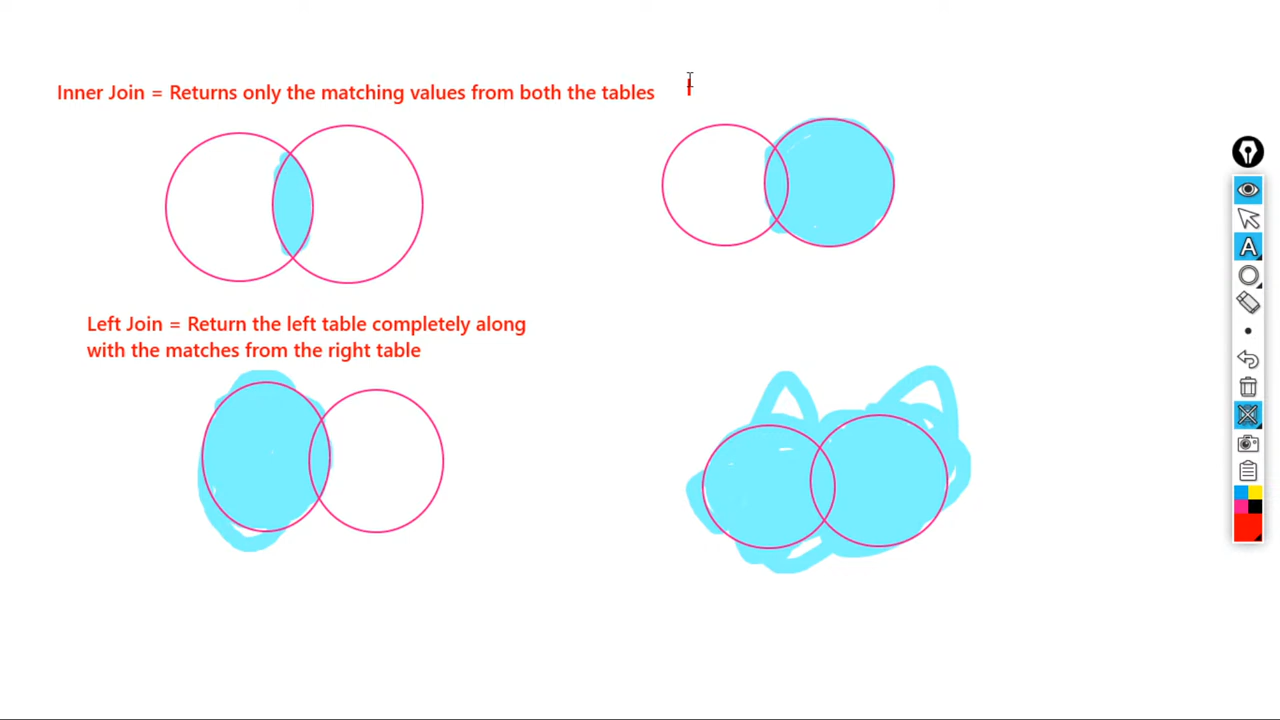 Inner Join = Returns only the matching values from both the tables
Left Join = Return the left table completely along
with the matches from the right table
A